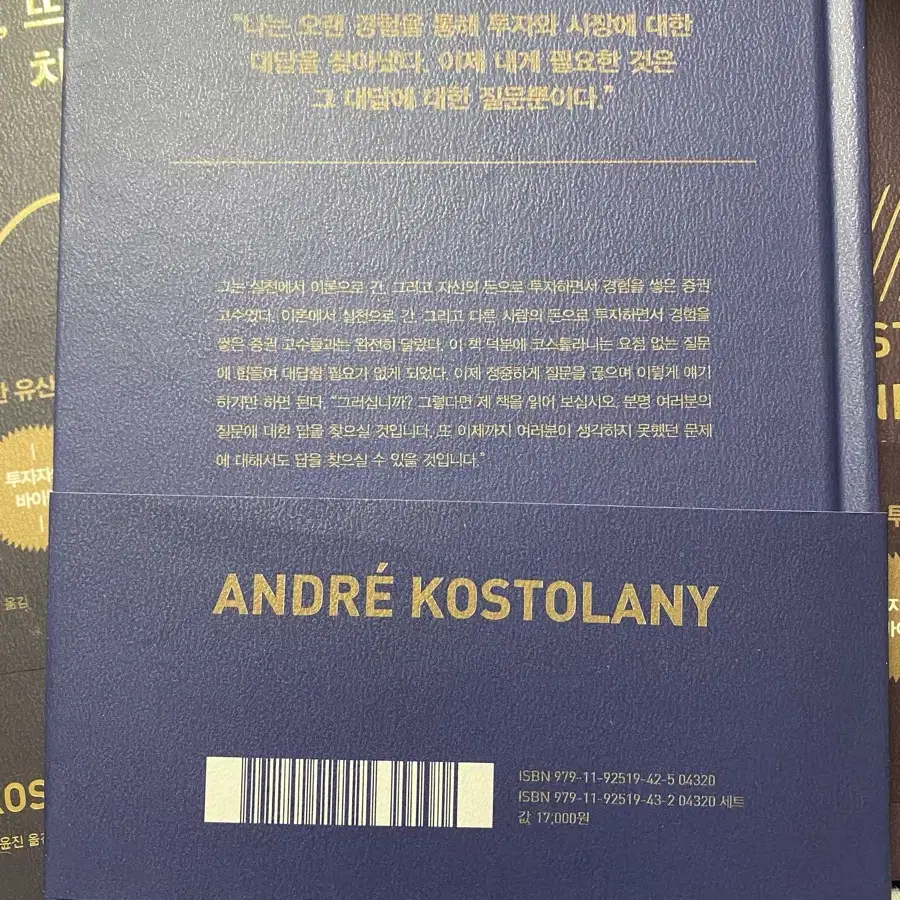 "나는 오랜 경험을 통해 투자와 시장에 대한
대답을 찾아냈다. 이제 내게 필요한 것은
그 대답에 대한 질문뿐이다."
그는 실전에서 이론으로 간, 그리고 자신의 돈으로 투자하면서 경험을 쌓은 증권
고수였다. 이론에서 실전으로 간 그리고 다른 사람의 돈으로 투자하면서 경험을
쌓은 증권 고수들과는 완전히 달랐다. 이 책 덕분에 코스톨라니는 요청 없는 질문
에 힘들여 대답할 필요가 없게 되었다. 이제 정중하게 질문을 끊으며 이렇게 얘기
하기만 하면 된다. "그러십니까? 그렇다면 제 책을 읽어 보십시오. 분명 여러분의
질문에 대한 답을 찾으실 것입니다. 또 이제까지 여러분이 생각하지 못했던 문제
에 대해서도 답을 찾으실 수 있을 것입니다."
ANDRÉ KOSTOLANY
ISBN 979-11-92519-42-5 04320
ISBN 979-11-92519-43-2 04320 세트
값 17,000원
유산
옮김
윤진 옮김